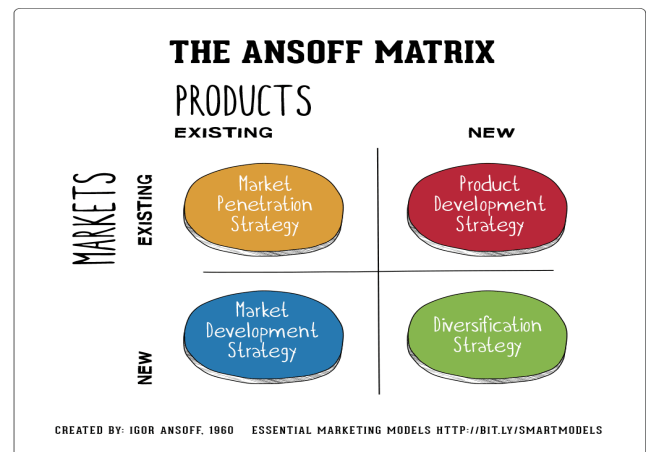 THE ANSOFF MATRIX
PRODUCTS
EXISTING
NEW
MARKETS
EXISTING
Market
Penetration
Strategy
Product
Development
Strategy
NEW
Market
Development
Strategy
Diversification
Strategy
CREATED BY: IGOR ANSOFF, 1960 ESSENTIAL MARKETING MODELS HTTP://BIT.LY/SMARTMODELS